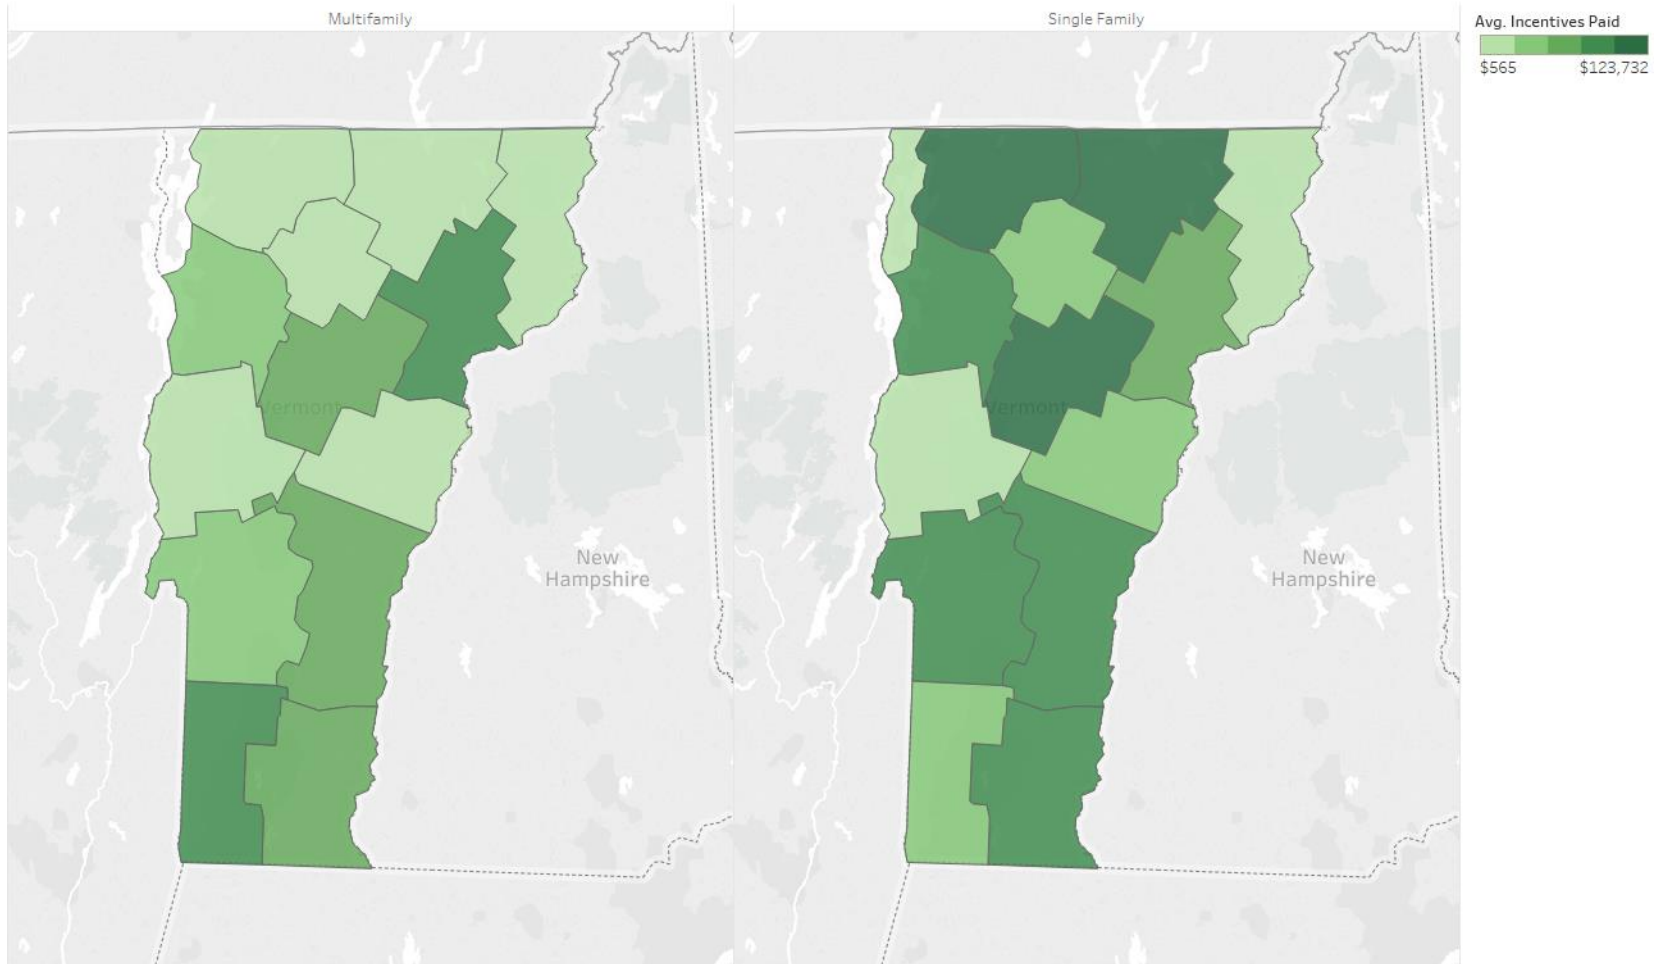 Multifamily
Single Family
Avg. Incentives Paid
$565
$123,732
Vermont
New
Hampshire
Vermont
New
Hampshire